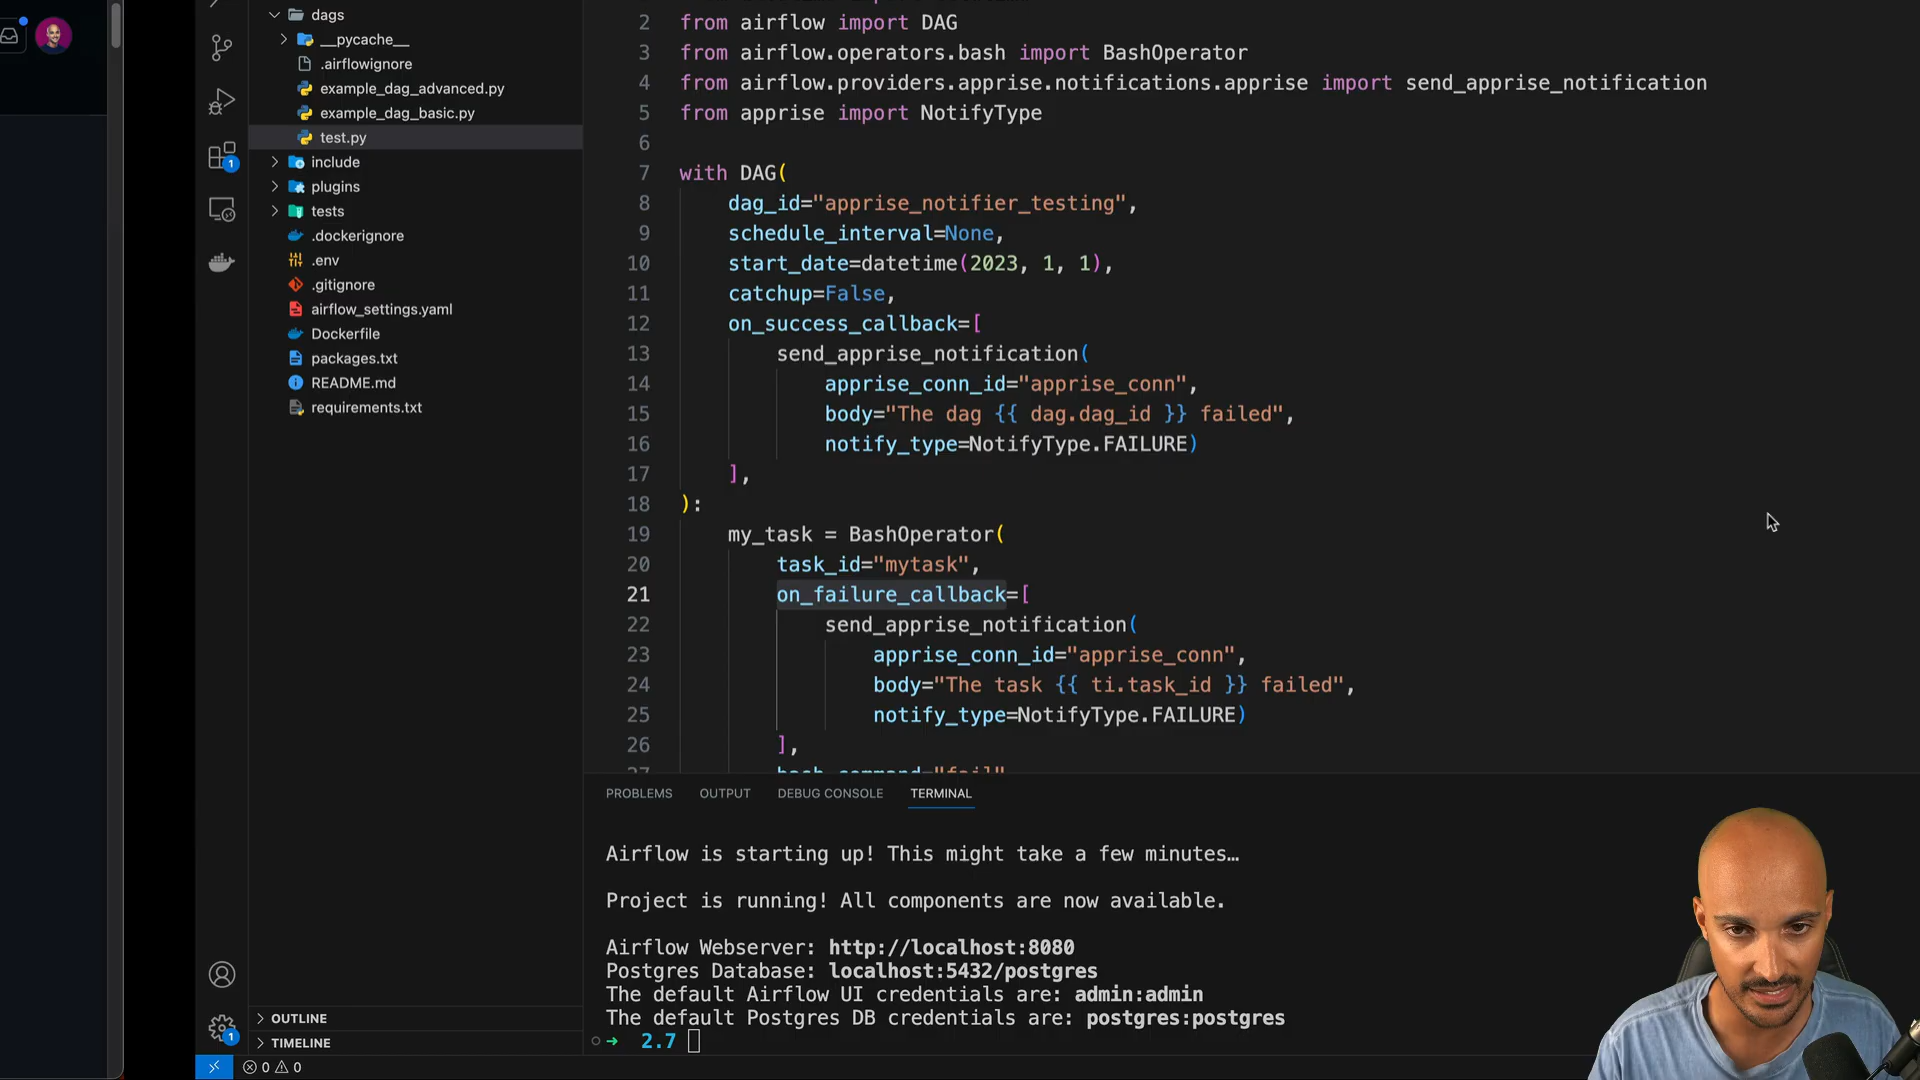 dags
__pycache__
.airflowignore
example_dag_advanced.py
example_dag_basic.py
test.py
include
plugins
tests
.dockerignore
.env
.gitignore
airflow_settings.yaml
Dockerfile
packages.txt
README.md
requirements.txt
OUTLINE
TIMELINE
1
1
0 0
2 from airflow import DAG
3 from airflow.operators.bash import BashOperator
4 from airflow.providers.apprise.notifications.apprise import send_apprise_notification
5 from apprise import NotifyType
6
7 with DAG(
8 dag_id="apprise_notifier_testing",
9 schedule_interval=None,
10 start_date=datetime(2023, 1, 1),
11 catchup=False,
12 on_success_callback=[
13 send_apprise_notification(
14 apprise_conn_id="apprise_conn",
15 body="The dag {{ dag.dag_id }} failed",
16 notify_type=NotifyType.FAILURE)
17 ],
18 ):
19 my_task = BashOperator(
20 task_id="mytask",
21 on_failure_callback=[
22 send_apprise_notification(
23 apprise_conn_id="apprise_conn",
24 body="The task {{ ti.task_id }} failed",
25 notify_type=NotifyType.FAILURE)
26 ],
27 bash_command="fail"
PROBLEMS OUTPUT DEBUG CONSOLE TERMINAL
Airflow is starting up! This might take a few minutes…
Project is running! All components are now available.
Airflow Webserver: http://localhost:8080
Postgres Database: localhost:5432/postgres
The default Airflow UI credentials are: admin:admin
The default Postgres DB credentials are: postgres:postgres
2.7